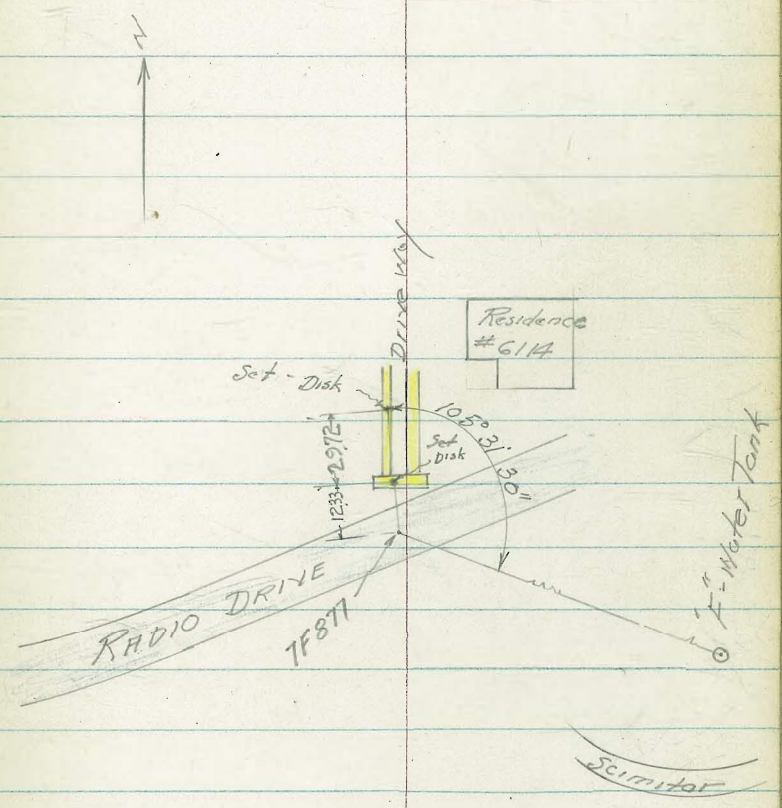 N
Drive Way
Residence
#6114
Set - Disk
105° 31' 30"
29.72
Set
Disk
12.33
"E"-Water Tank
RADIO DRIVE
7F877
Scimitar